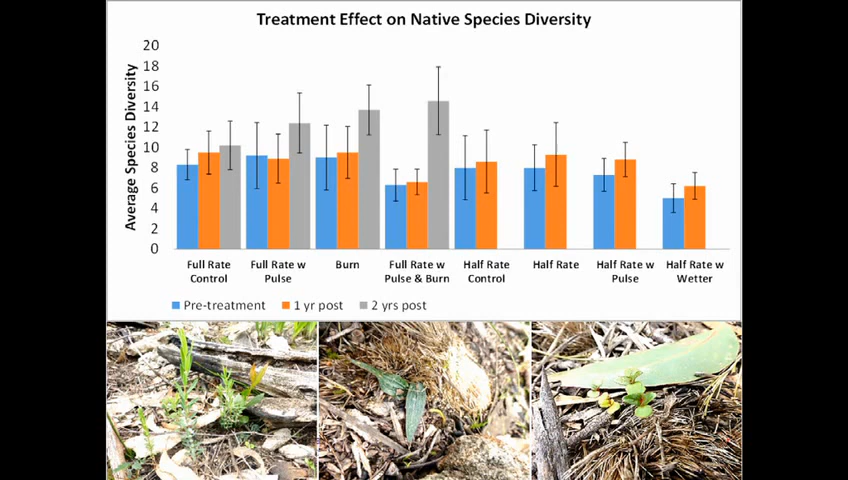 Treatment Effect on Native Species Diversity
Average Species Diversity
20
18
16
14
12
10
8
6
4
2
0
Full Rate Control
Full Rate w Pulse
Burn
Full Rate w Pulse & Burn
Half Rate Control
Half Rate
Half Rate w Pulse
Half Rate w Wetter
Pre-treatment 1 yr post 2 yrs post